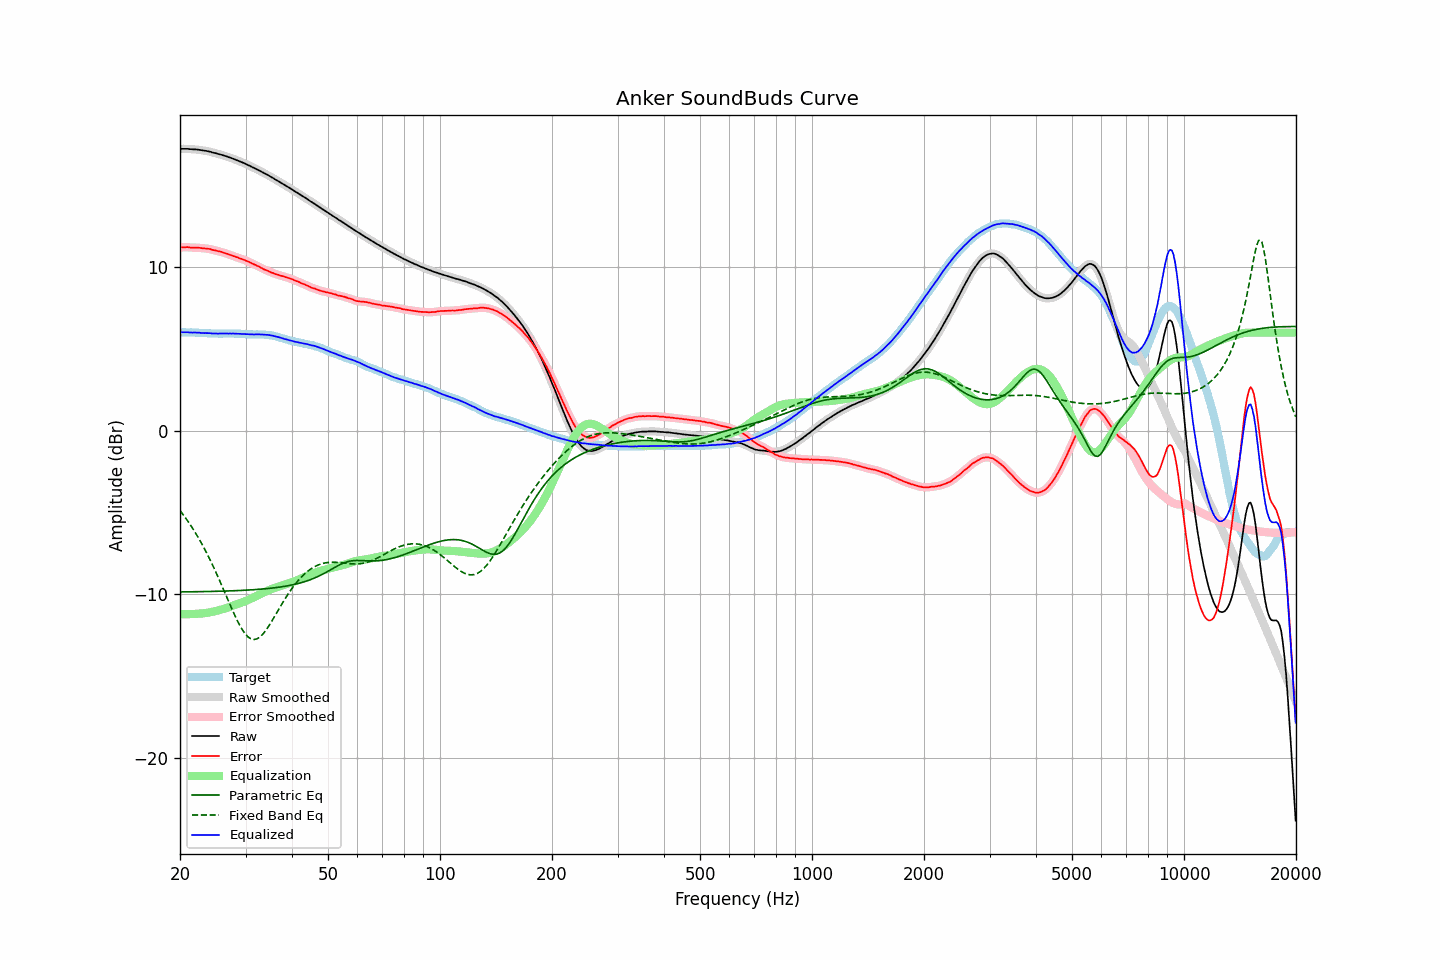 Anker SoundBuds Curve
Amplitude (dBr)
10
0
−10
−20
Target
Raw Smoothed
Error Smoothed
Raw
Error
Equalization
Parametric Eq
Fixed Band Eq
Equalized
20 50 100 200 500 1000 2000 5000 10000 20000
Frequency (Hz)